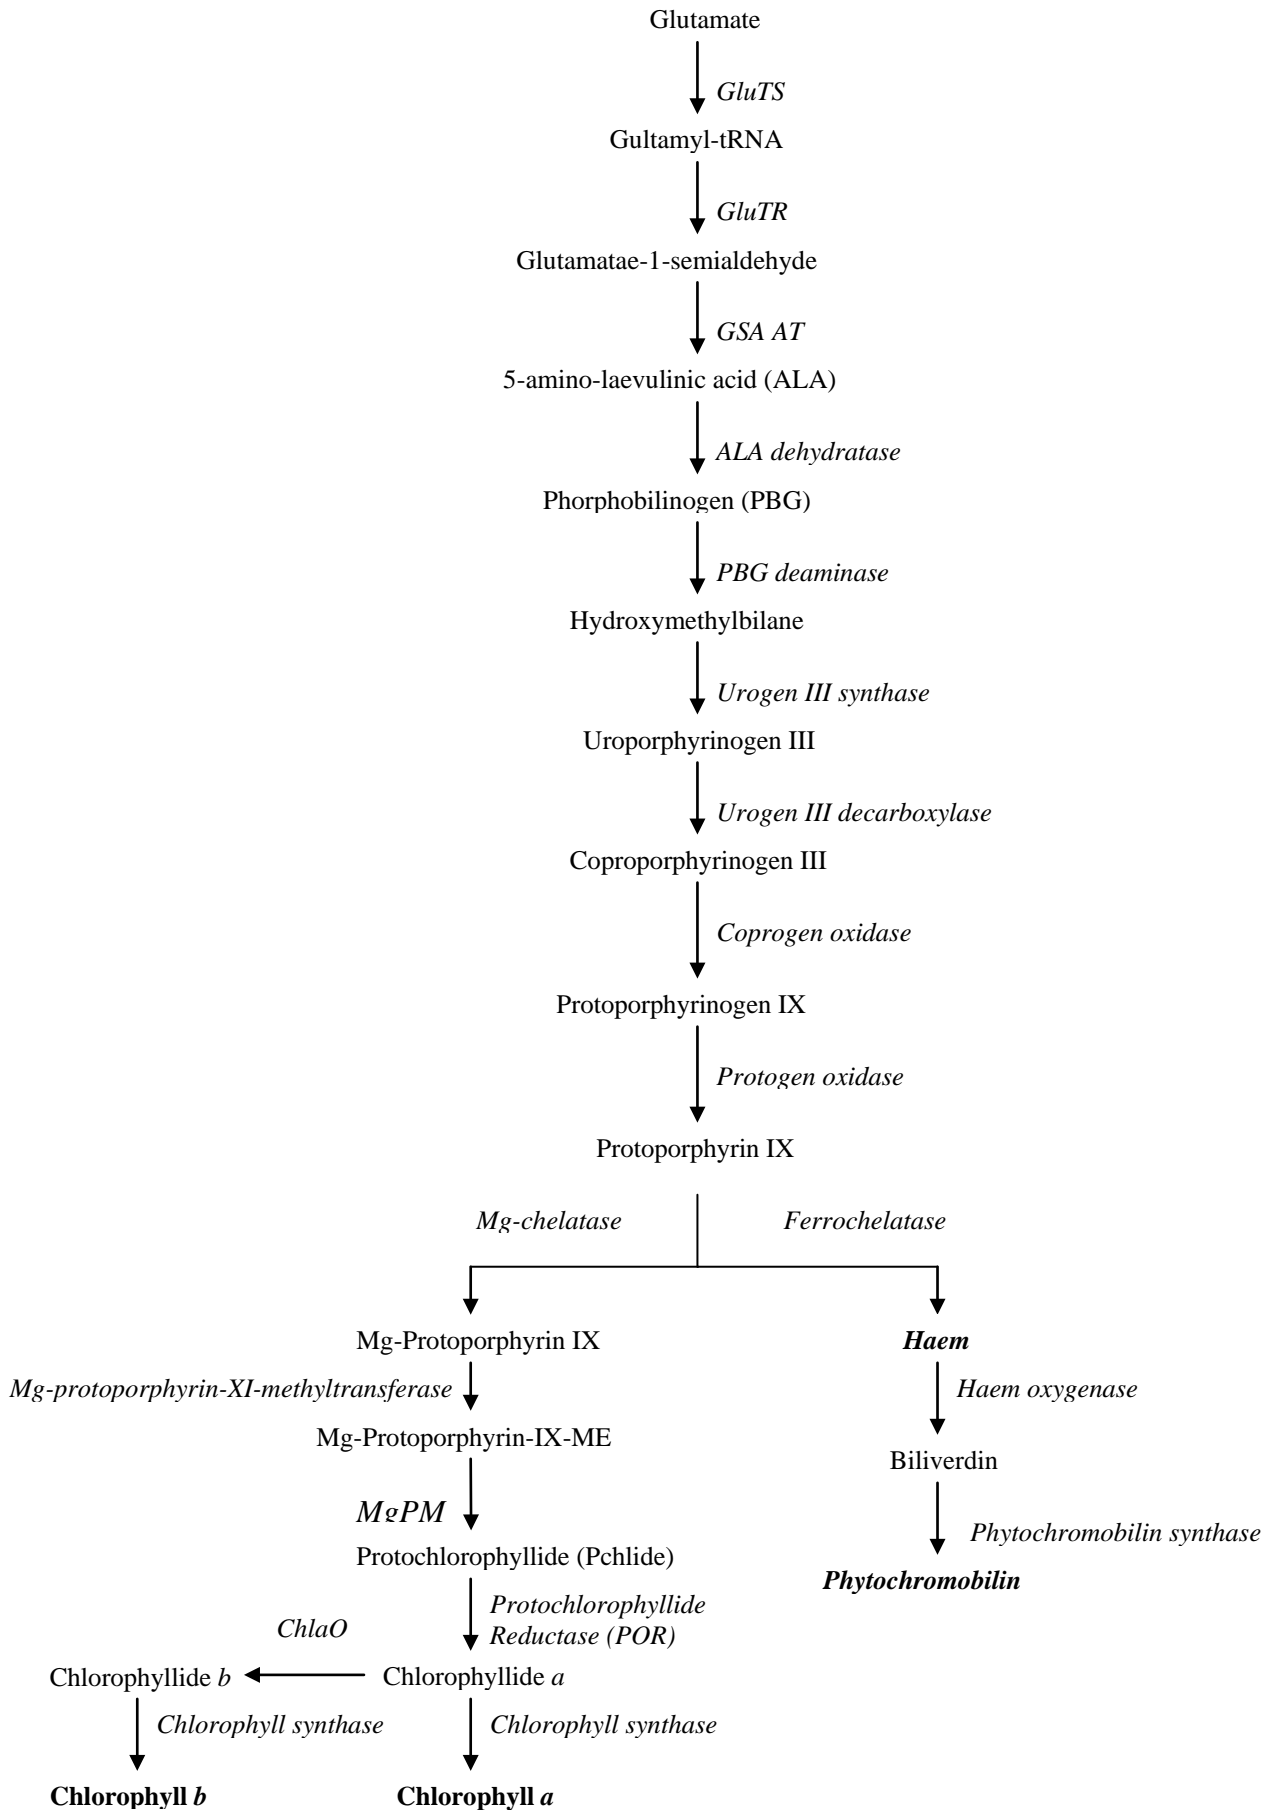 Glutamate
GluTS
Gultamyl-tRNA
GluTR
Glutamatae-1-semialdehyde
GSA AT
5-amino-laevulinic acid (ALA)
ALA dehydratase
Phorphobilinogen (PBG)
PBG deaminase
Hydroxymethylbilane
Urogen III synthase
Uroporphyrinogen III
Urogen III decarboxylase
Coproporphyrinogen III
Coprogen oxidase
Protoporphyrinogen IX
Protogen oxidase
Protoporphyrin IX
Mg-chelatase
Ferrochelatase
Mg-Protoporphyrin IX
Haem
Mg-protoporphyrin-XI-methyltransferase
Haem oxygenase
Mg-Protoporphyrin-IX-ME
Biliverdin
MgPM
Phytochromobilin synthase
Protochlorophyllide (Pchlide)
Phytochromobilin
Protochlorophyllide
Reductase (POR)
ChlaO
Chlorophyllide b
Chlorophyllide a
Chlorophyll synthase
Chlorophyll synthase
Chlorophyll b
Chlorophyll a